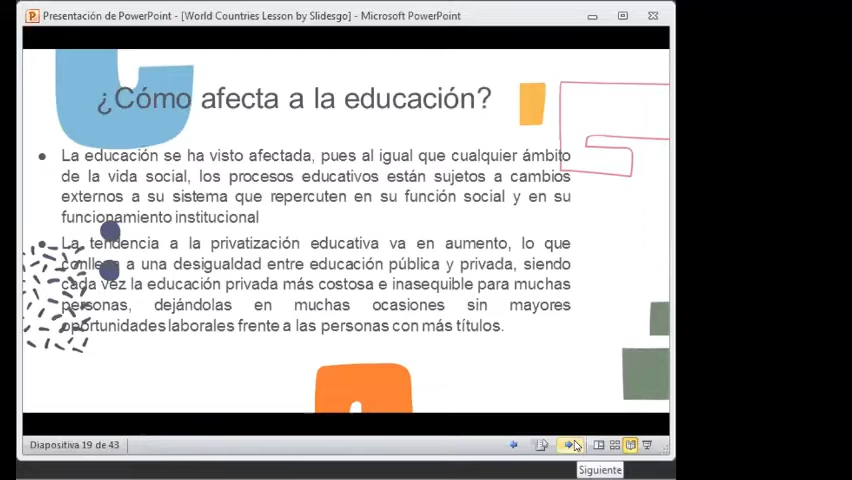 Presentación de PowerPoint - [World Countries Lesson by Slidesgo] - Microsoft PowerPoint
¿Cómo afecta a la educación?
● La educación se ha visto afectada, pues al igual que cualquier ámbito
de la vida social, los procesos educativos están sujetos a cambios
externos a su sistema que repercuten en su función social y en su
funcionamiento institucional
● La tendencia a la privatización educativa va en aumento, lo que
conlleva a una desigualdad entre educación pública y privada, siendo
cada vez la educación privada más costosa e inasequible para muchas
personas, dejándolas en muchas ocasiones sin mayores
oportunidades laborales frente a las personas con más títulos.
Diapositiva 19 de 43
Siguiente